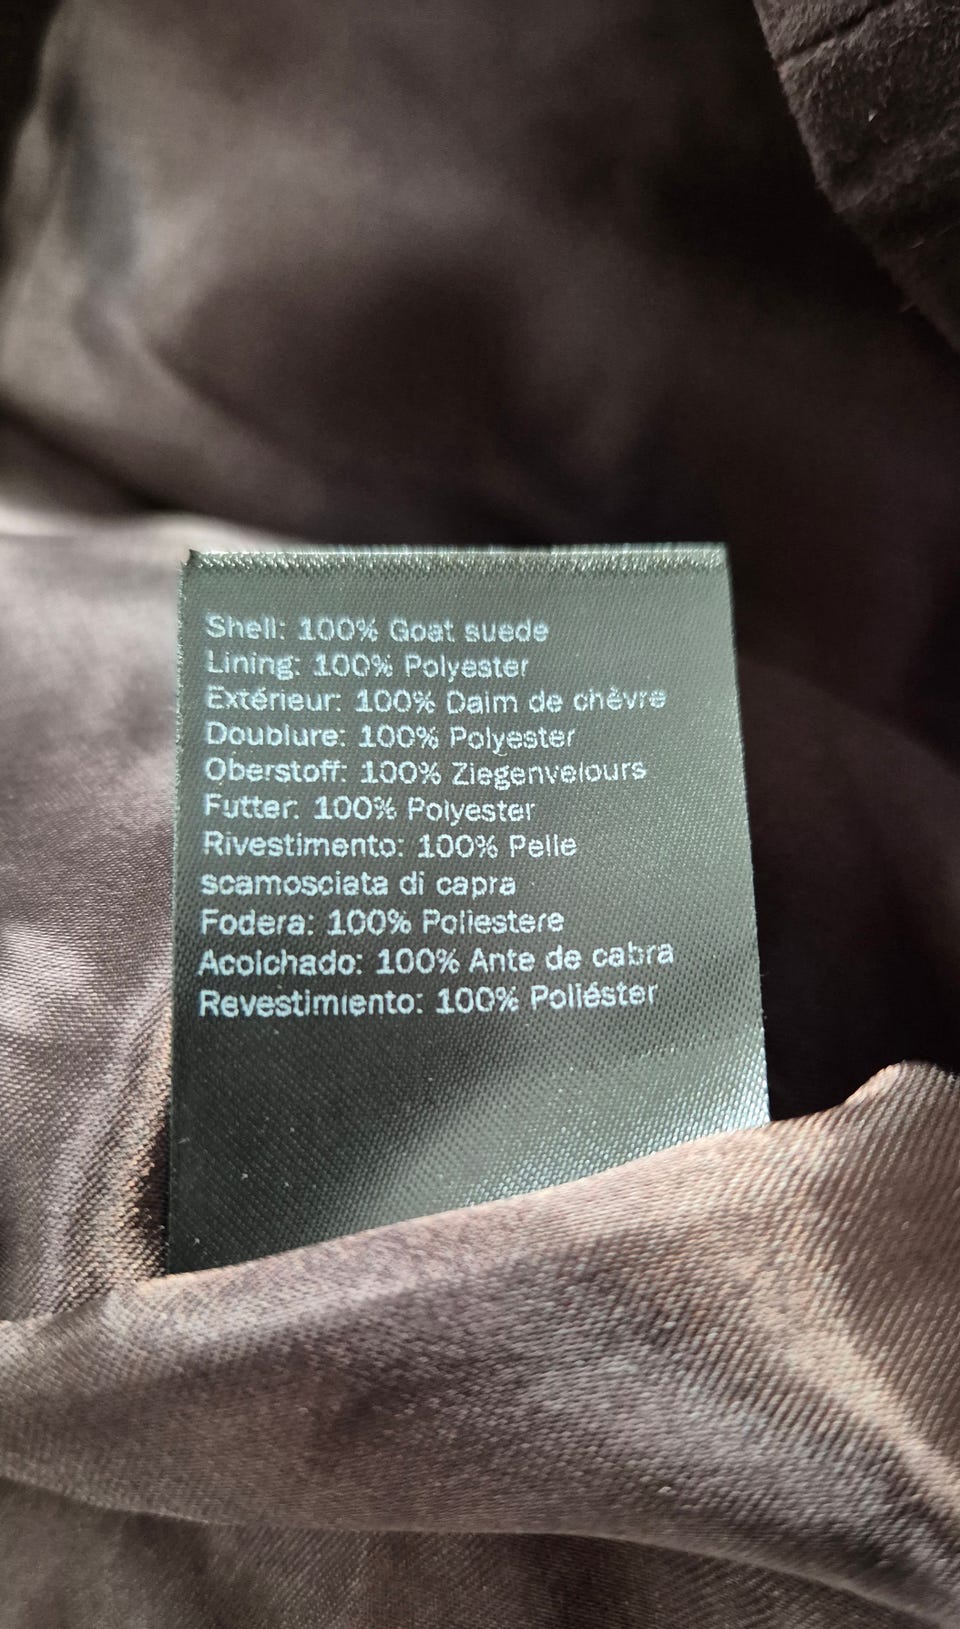 Shell: 100% Goat suede
Lining: 100% Polyester
Extérieur: 100% Daim de chèvre
Doublure: 100% Polyester
Oberstoff: 100% Ziegenvelours
Futter: 100% Polyester
Rivestimento: 100% Pelle
scamosciata di capra
Fodera: 100% Poliestere
Acolchado: 100% Ante de cabra
Revestimiento: 100% Poliéster